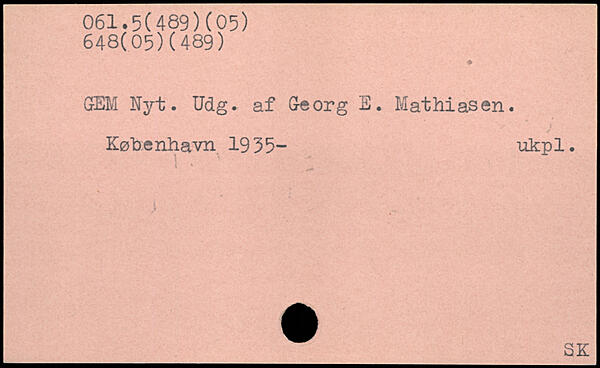 061.5(489)(05)
648(05)(489)
GEM Nyt. Udg. af Georg E. Mathiasen.
København 1935- ukpl.
SK